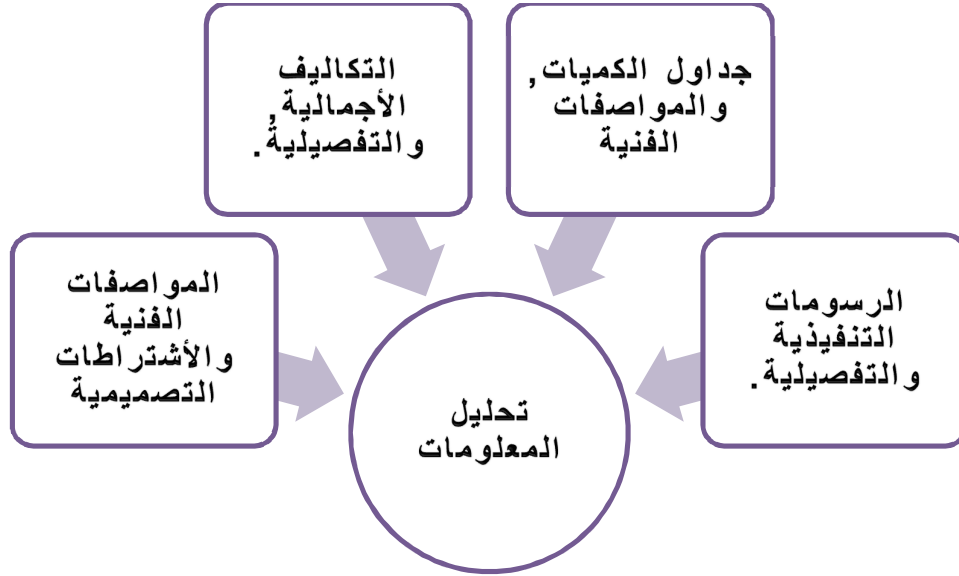 جداول الكميات,
والمواصفات
الفنية
التكاليف
الأجمالية,
والتفصيلية.
الرسومات
التنفيذية
والتفصيلية.
المواصفات
الفنية
والأشتراطات
التصميمية
تحليل
المعلومات